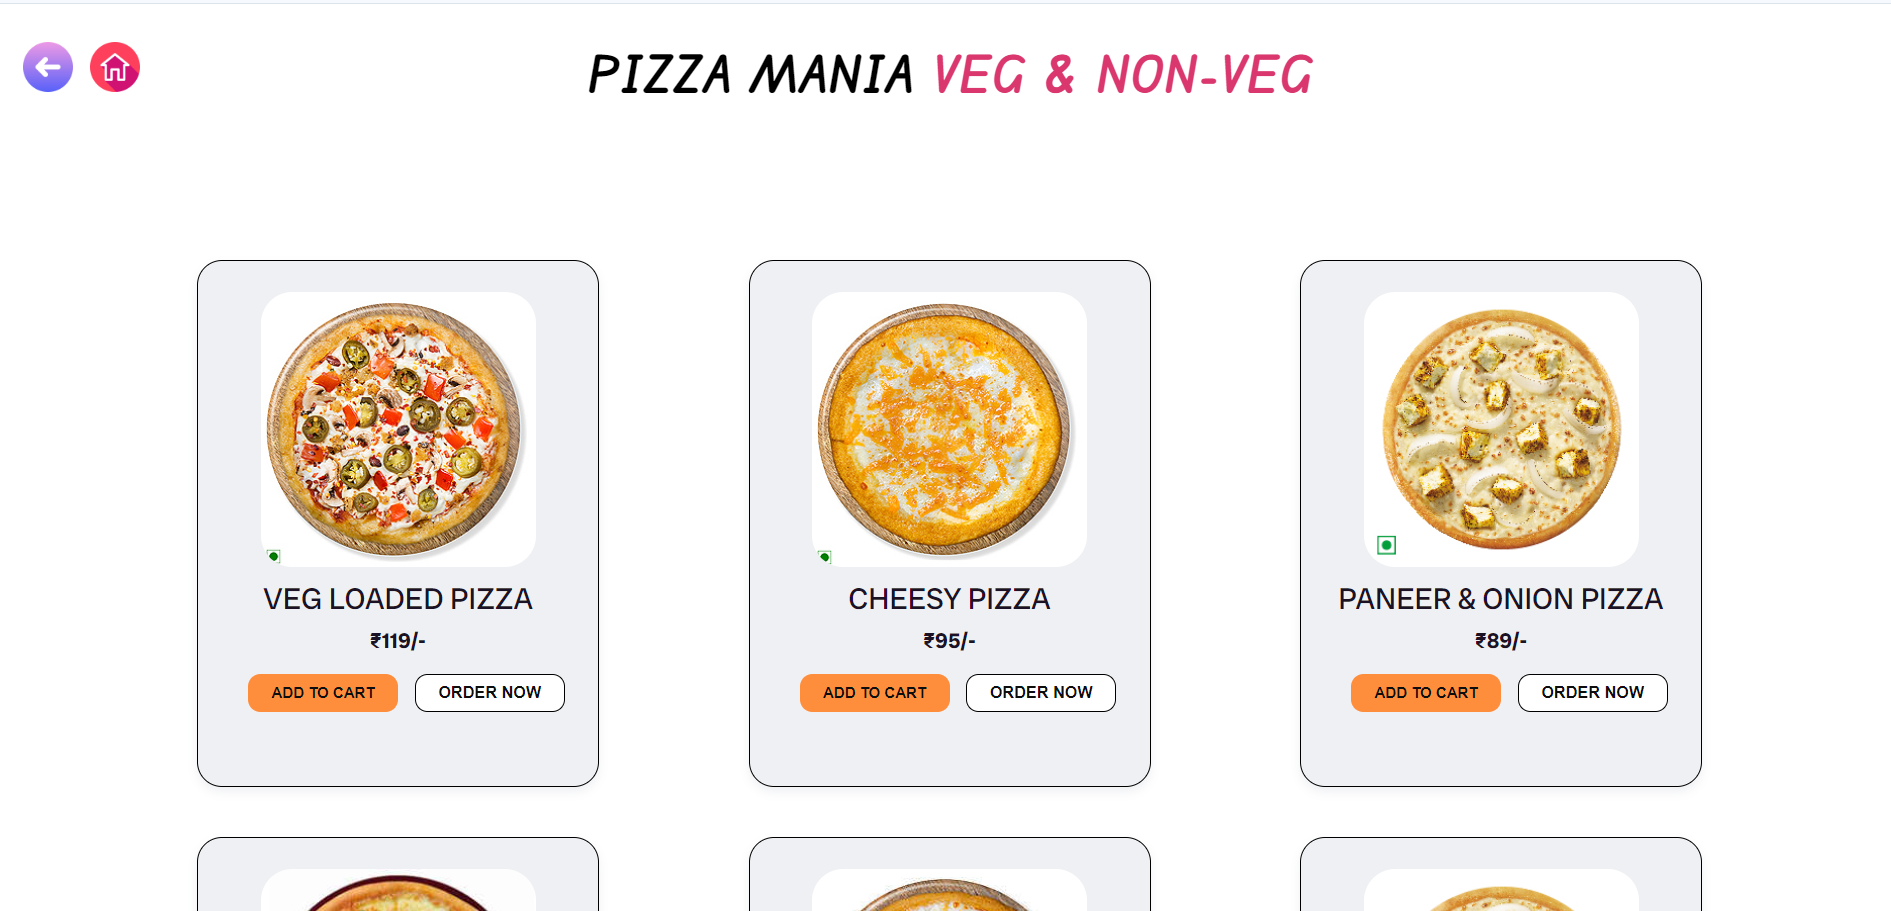 PIZZA MANIA VEG & NON-VEG
VEG LOADED PIZZA
₹119/-
ADD TO CART
ORDER NOW
CHEESY PIZZA
₹95/-
ADD TO CART
ORDER NOW
PANEER & ONION PIZZA
₹89/-
ADD TO CART
ORDER NOW